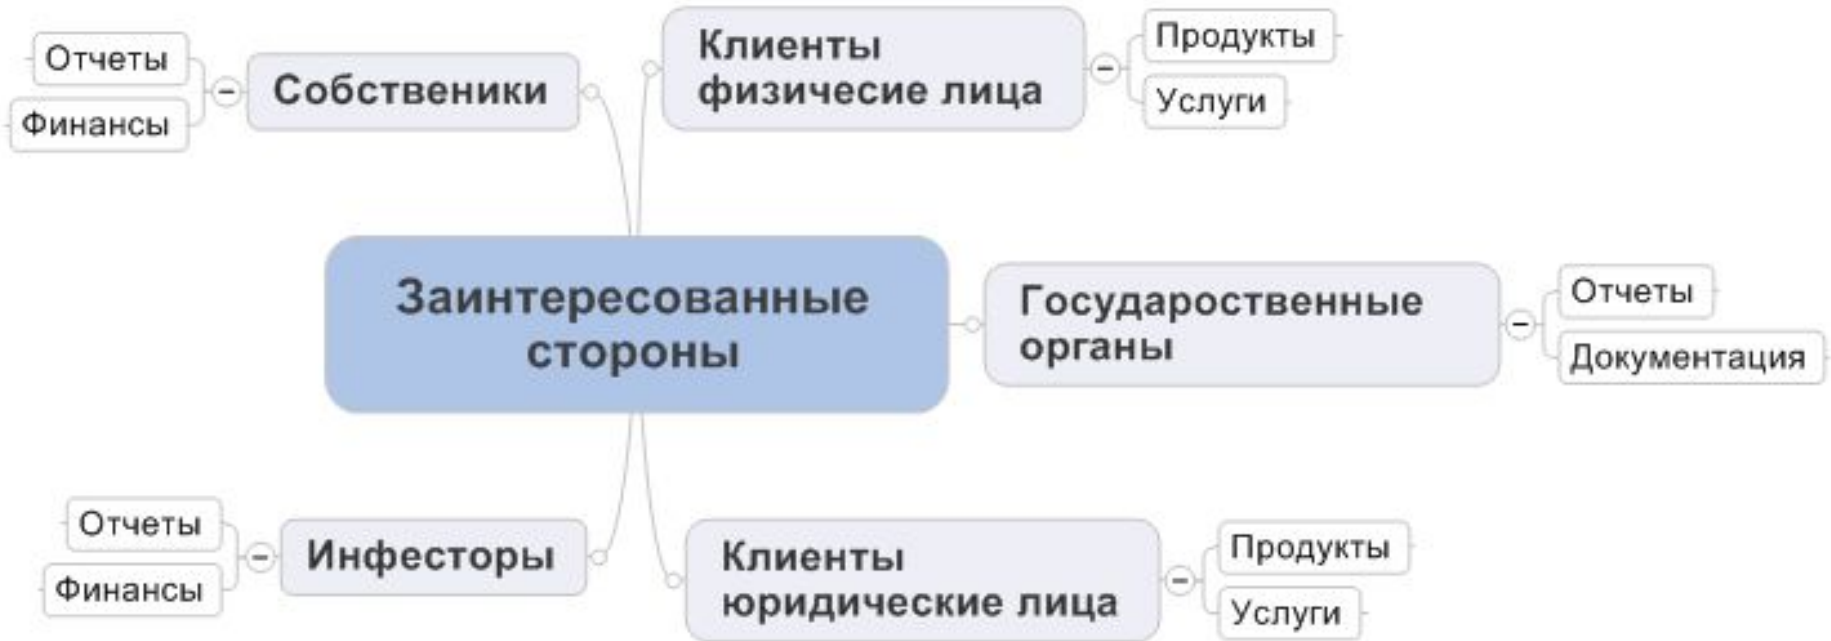 Отчеты
Финансы
Собственики
Клиенты
физичесие лица
Продукты
Услуги
Заинтересованные
стороны
Государоственные
органы
Отчеты
Документация
Отчеты
Финансы
Инфесторы
Клиенты
юридические лица
Продукты
Услуги